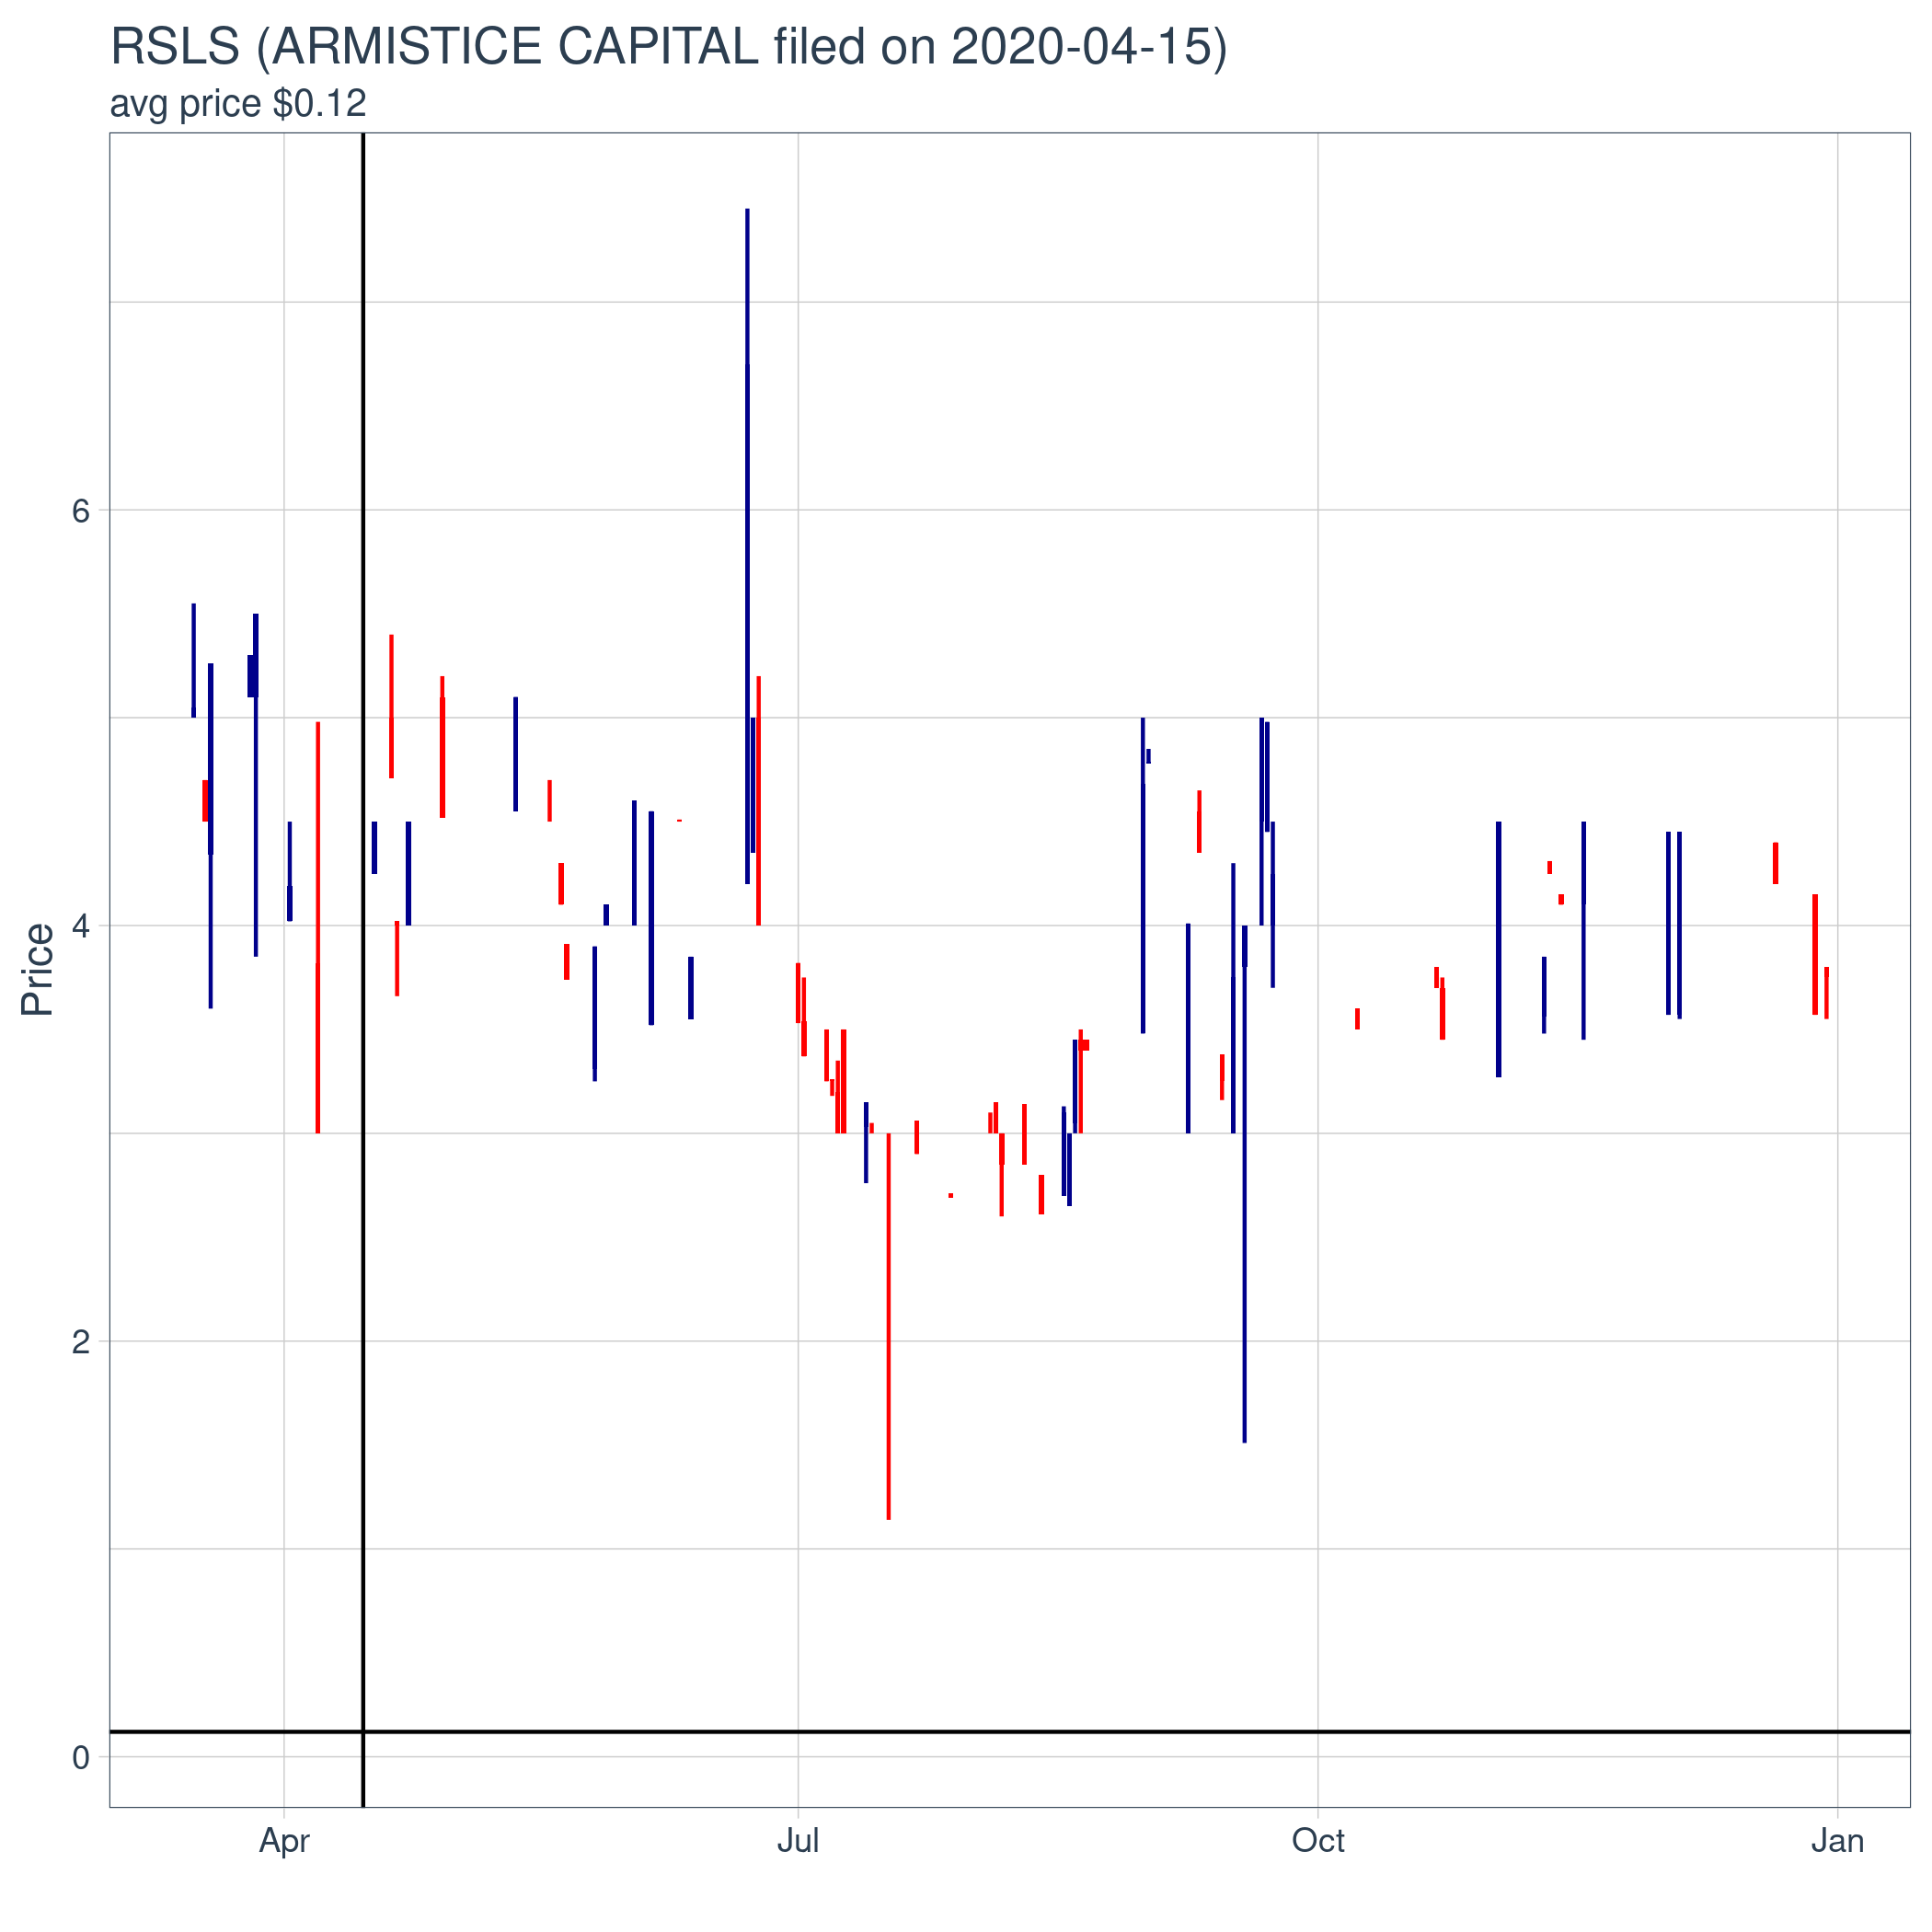 RSLS (ARMISTICE CAPITAL filed on 2020-04-15)
avg price $0.12
Price
6
4
2
0
Apr Jul Oct Jan